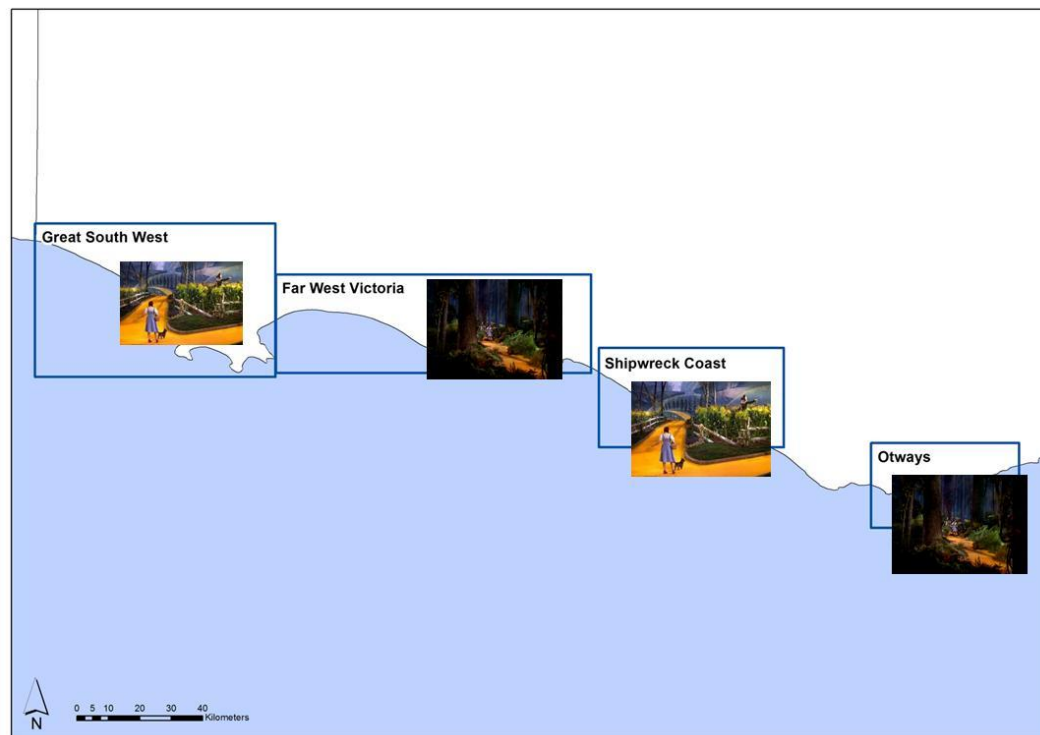 Great South West
Far West Victoria
Shipwreck Coast
Otways
N
0 5 10 20 30 40
Kilometers